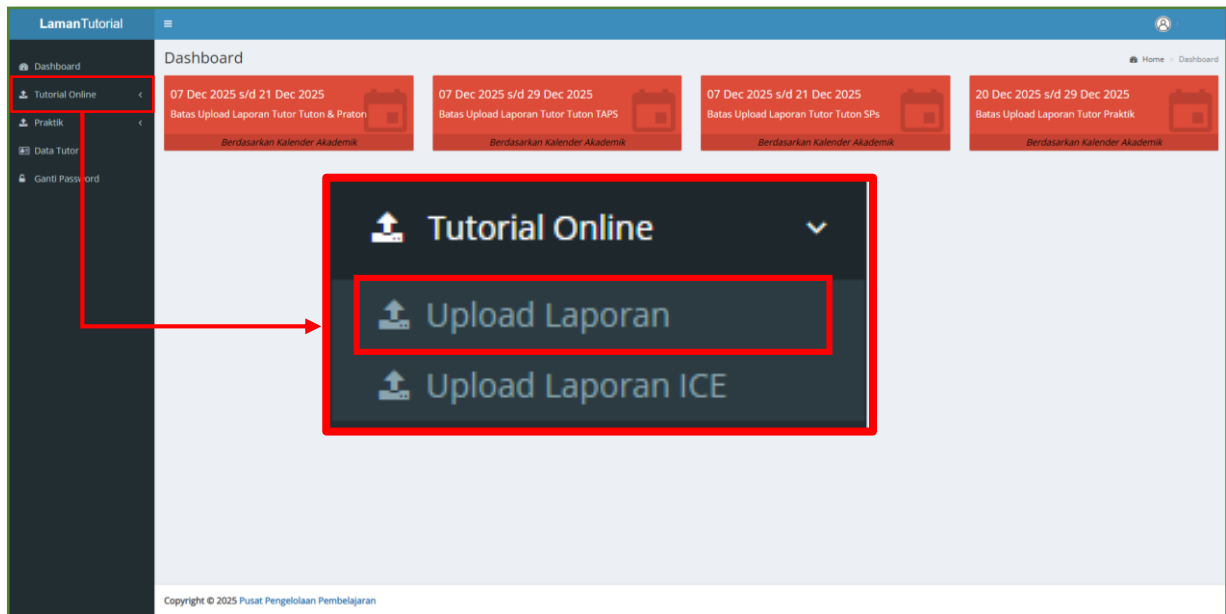 LamanTutorial
Dashboard
Tutorial Online
Praktik
Data Tutor
Ganti Password
Dashboard
Home > Dashboard
07 Dec 2025 s/d 21 Dec 2025
Batas Upload Laporan Tutor Tuton & Praton
Berdasarkan Kalender Akademik
07 Dec 2025 s/d 29 Dec 2025
Batas Upload Laporan Tutor Tuton TAPS
Berdasarkan Kalender Akademik
07 Dec 2025 s/d 21 Dec 2025
Batas Upload Laporan Tutor Tuton SPs
Berdasarkan Kalender Akademik
20 Dec 2025 s/d 29 Dec 2025
Batas Upload Laporan Tutor Praktik
Berdasarkan Kalender Akademik
Tutorial Online
Upload Laporan
Upload Laporan ICE
Copyright © 2025 Pusat Pengelolaan Pembelajaran